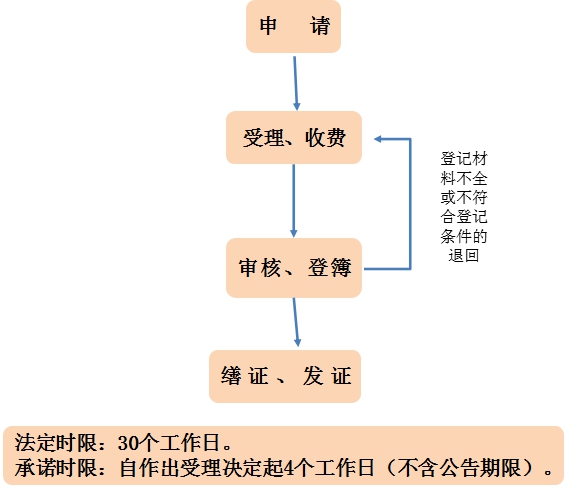 申 请
受理、收费
登记材
料不全
或不符
合登记
条件的
退回
审核、登簿
缮证、发证
法定时限：30个工作日。
承诺时限：自作出受理决定起4个工作日（不含公告期限）。